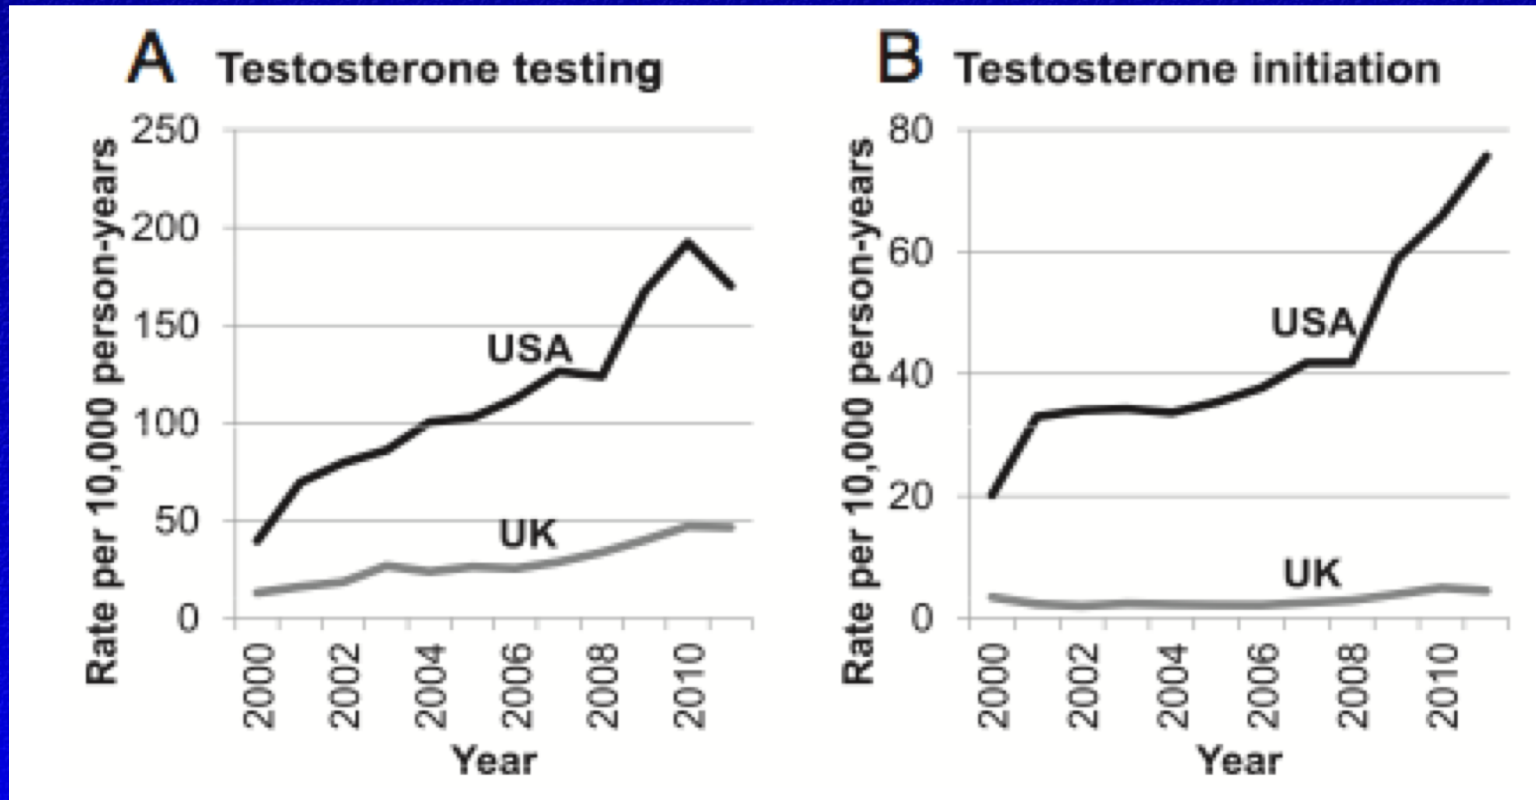 A Testosterone testing
Rate per 10,000 person-years
250
200
150
100
50
0
USA
UK
2000
2002
2004
2006
2008
2010
Year
B Testosterone initiation
Rate per 10,000 person-years
80
60
40
20
0
USA
UK
2000
2002
2004
2006
2008
2010
Year